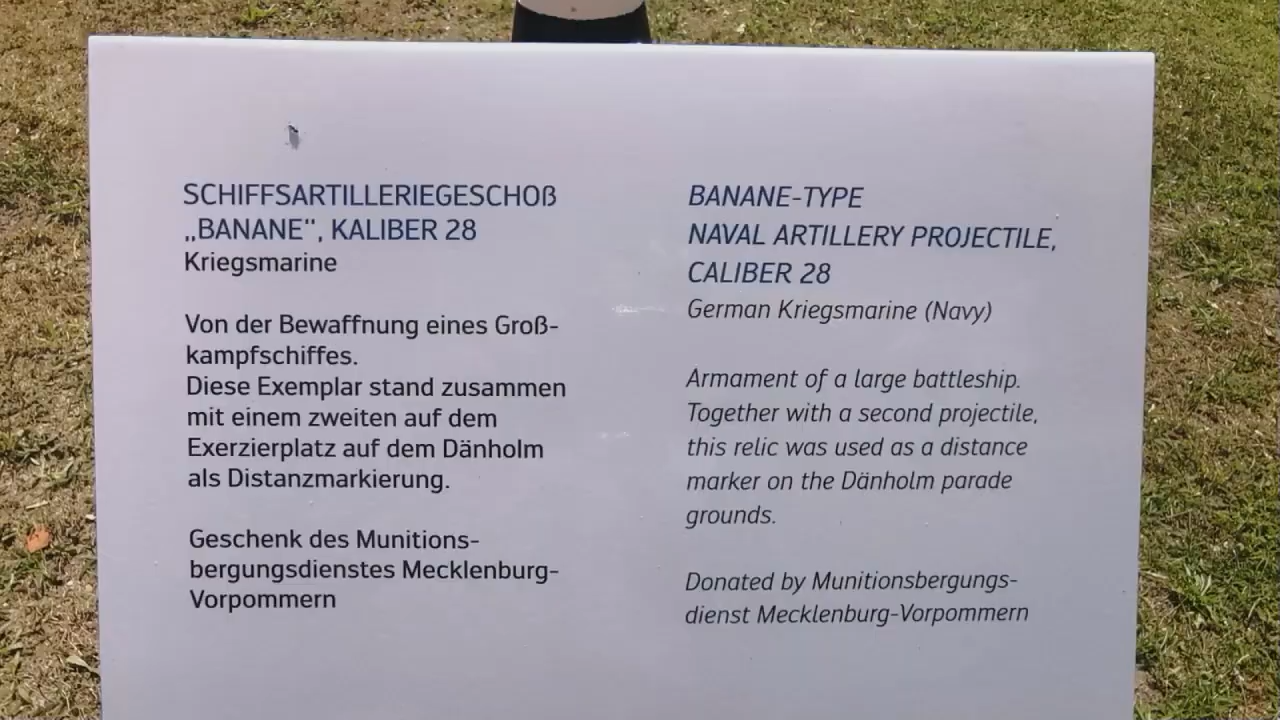 SCHIFFSARTILLERIEGESCHOß
„BANANE", KALIBER 28
Kriegsmarine
Von der Bewaffnung eines Groß-
kampfschiffes.
Diese Exemplar stand zusammen
mit einem zweiten auf dem
Exerzierplatz auf dem Dänholm
als Distanzmarkierung.
Geschenk des Munitions-
bergungsdienstes Mecklenburg-
Vorpommern
BANANE-TYPE
NAVAL ARTILLERY PROJECTILE,
CALIBER 28
German Kriegsmarine (Navy)
Armament of a large battleship.
Together with a second projectile,
this relic was used as a distance
marker on the Dänholm parade
grounds.
Donated by Munitionsbergungs-
dienst Mecklenburg-Vorpommern